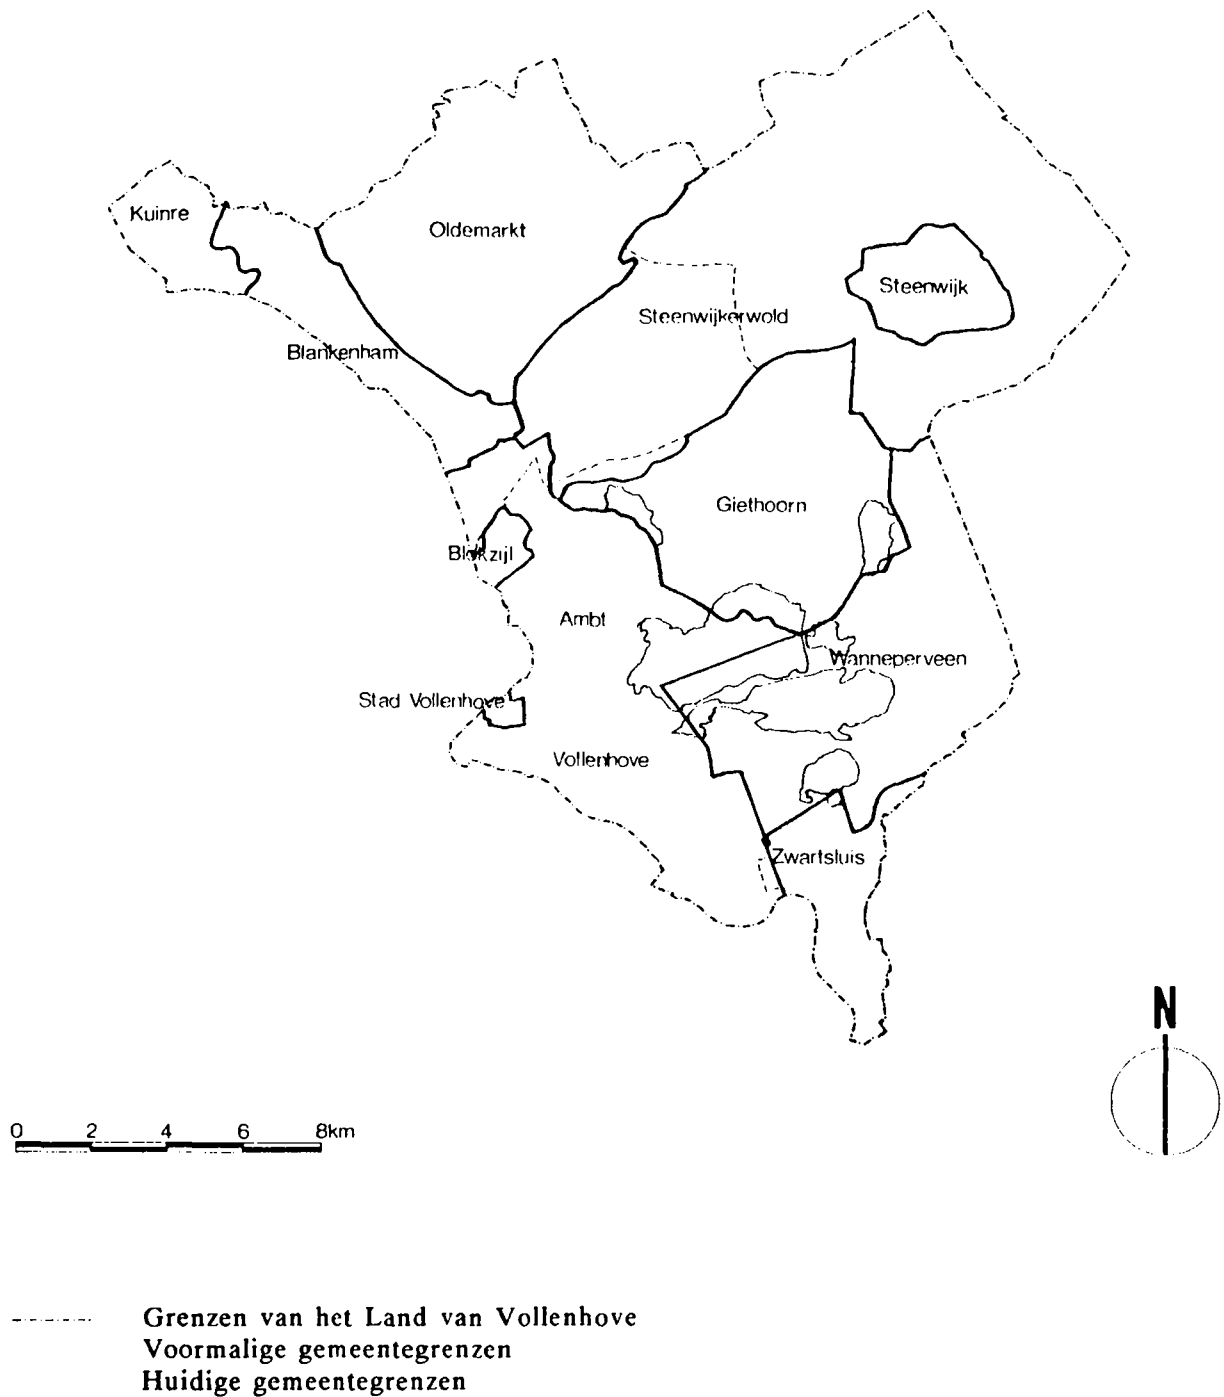 Kuinre
Oldemarkt
Steenwijk
Steenwijkerwold
Blankenham
Giethoorn
Blokzijl
Ambt
Wanneperveen
Stad Vollenhove
Vollenhove
Zwartsluis
N
0 2 4 6 8km
Grenzen van het Land van Vollenhove
Voormalige gemeentegrenzen
Huidige gemeentegrenzen